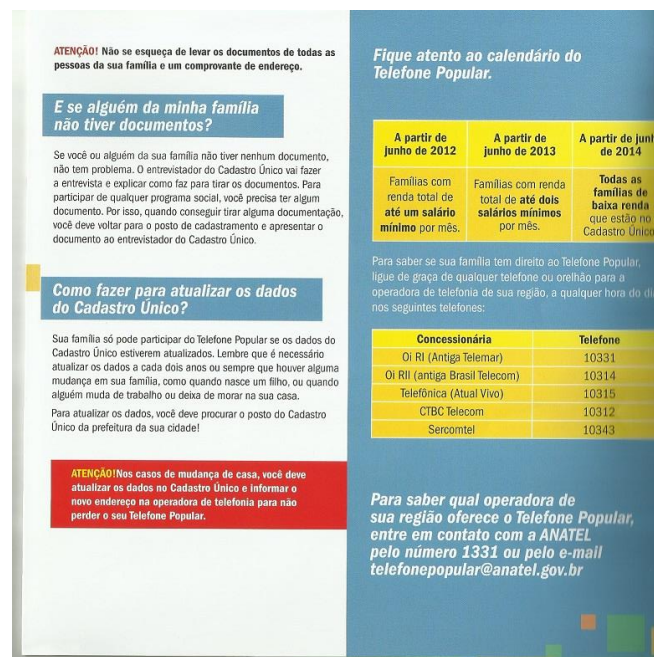 ATENÇÃO! Não se esqueça de levar os documentos de todas as
pessoas da sua família e um comprovante de endereço.
E se alguém da minha família
não tiver documentos?
Se você ou alguém da sua família não tiver nenhum documento,
não tem problema. O entrevistador do Cadastro Único vai fazer
a entrevista e explicar como faz para tirar os documentos. Para
participar de qualquer programa social, você precisa ter algum
documento. Por isso, quando conseguir tirar alguma documentação,
você deve voltar para o posto de cadastramento e apresentar o
documento ao entrevistador do Cadastro Único.
Como fazer para atualizar os dados
do Cadastro Único?
Sua família só pode participar do Telefone Popular se os dados do
Cadastro Único estiverem atualizados. Lembre que é necessário
atualizar os dados a cada dois anos ou sempre que houver alguma
mudança em sua família, como quando nasce um filho, ou quando
alguém muda de trabalho ou deixa de morar na sua casa.
Para atualizar os dados, você deve procurar o posto do Cadastro
Único da prefeitura da sua cidade!
ATENÇÃO!Nos casos de mudança de casa, você deve
atualizar os dados no Cadastro Único e informar o
novo endereço na operadora de telefonia para não
perder o seu Telefone Popular.
Fique atento ao calendário do
Telefone Popular.
A partir de
junho de 2012
Famílias com
renda total de
até um salário
mínimo por mês.
A partir de
junho de 2013
Famílias com renda
total de até dois
salários mínimos
por mês.
A partir de
de 2014
Todas as
famílias de
baixa renda
que estão no
Cadastro Único
Para saber se sua família tem direito ao Telefone Popular,
ligue de graça de qualquer telefone ou orelhão para a
operadora de telefonia de sua região, a qualquer hora do
nos seguintes telefones:
Concessionária Telefone
Oi RI (Antiga Telemar) 10331
Oi RII (antiga Brasil Telecom) 10314
Telefônica (Atual Vivo) 10315
CTBC Telecom 10312
Sercomtel 10343
Para saber qual operadora de
sua região oferece o Telefone Popular,
entre em contato com a ANATEL
pelo número 1331 ou pelo e-mail
telefonepopular@anatel.gov.br